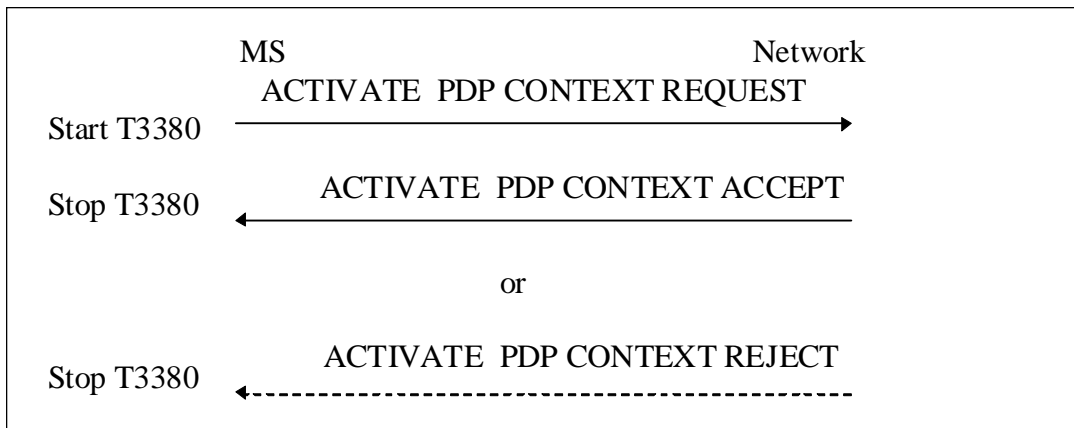 MS Network
ACTIVATE PDP CONTEXT REQUEST
Start T3380
ACTIVATE PDP CONTEXT ACCEPT
Stop T3380
or
ACTIVATE PDP CONTEXT REJECT
Stop T3380